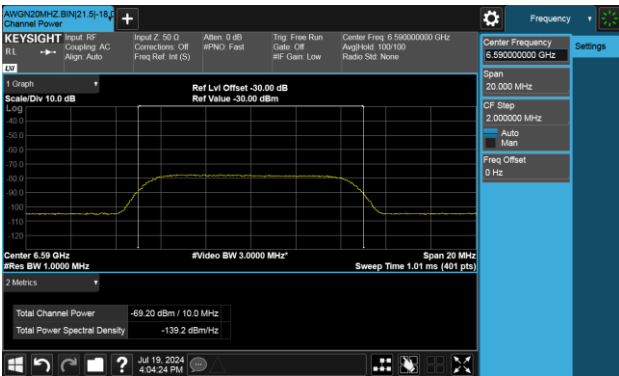 AWGN20MHZ.BIN|21.5|-18,
Channel Power
+
Frequency
KEYSIGHT
RL
LXI
Input: RF
Coupling: AC
Align: Auto
Input Z: 50 Ω
Corrections: Off
Freq Ref: Int (S)
Atten: 0 dB
#PNO: Fast
Trig: Free Run
Gate: Off
#IF Gain: Low
Center Freq: 6.590000000 GHz
Avg|Hold: 100/100
Radio Std: None
Center Frequency
6.590000000 GHz
Settings
Span
20.000 MHz
CF Step
2.000000 MHz
Auto
Man
Freq Offset
0 Hz
1 Graph
Scale/Div 10.0 dB
Ref Lvl Offset -30.00 dB
Ref Value -30.00 dBm
Log
-40.0
-50.0
-60.0
-70.0
-80.0
-90.0
-100
-110
-120
Center 6.59 GHz
#Res BW 1.0000 MHz
#Video BW 3.0000 MHz*
Span 20 MHz
Sweep Time 1.01 ms (401 pts)
2 Metrics
Total Channel Power -69.20 dBm / 10.0 MHz
Total Power Spectral Density -139.2 dBm/Hz
?
Jul 19, 2024
4:04:24 PM